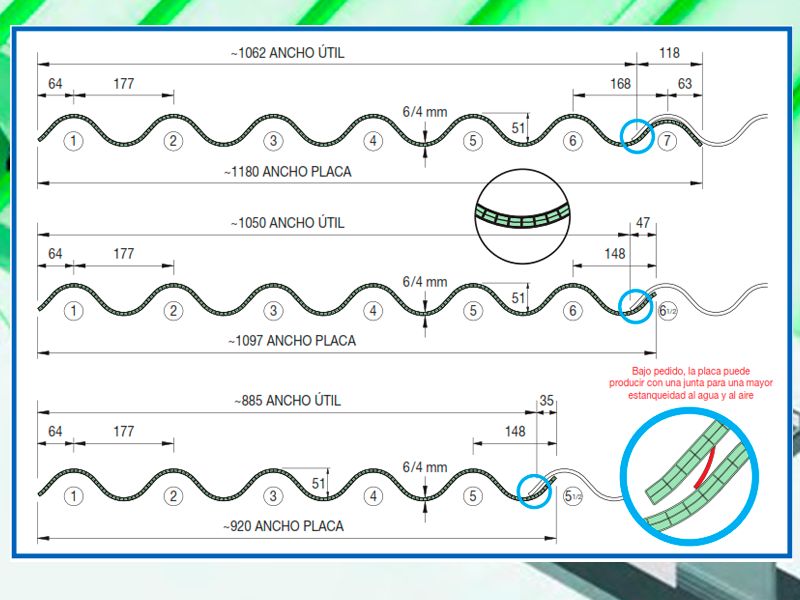 ~1062 ANCHO ÚTIL 118
64 177 168 63
6/4 mm
51
1 2 3 4 5 6 7
~1180 ANCHO PLACA
~1050 ANCHO ÚTIL 47
64 177 148
6/4 mm
51
1 2 3 4 5 6 1/2
~1097 ANCHO PLACA
Bajo pedido, la placa puede
producir con una junta para una mayor
estanqueidad al agua y al aire
~885 ANCHO ÚTIL 35
64 177 148
6/4 mm
51
1 2 3 4 5 5 1/2
~920 ANCHO PLACA